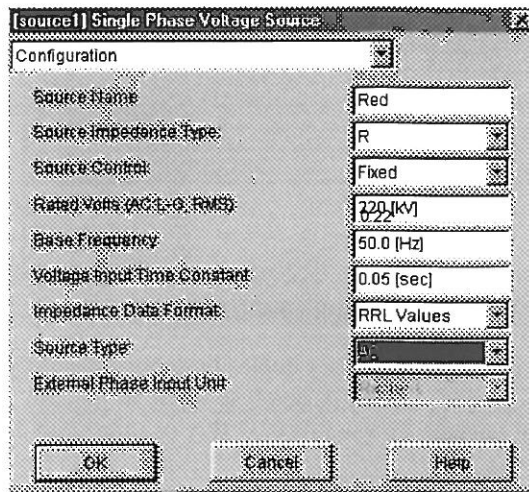 [source1] Single Phase Voltage Source
Configuration
Source Name Red
Source Impedance Type: R
Source Control: Fixed
Rated Volts (AC:L-G, RMS) 220 [kV]
0.22
Base Frequency 50.0 [Hz]
Voltage Input Time Constant 0.05 [sec]
Impedance Data Format: RRL Values
Source Type:
External Phase Input Unit
OK Cancel Help